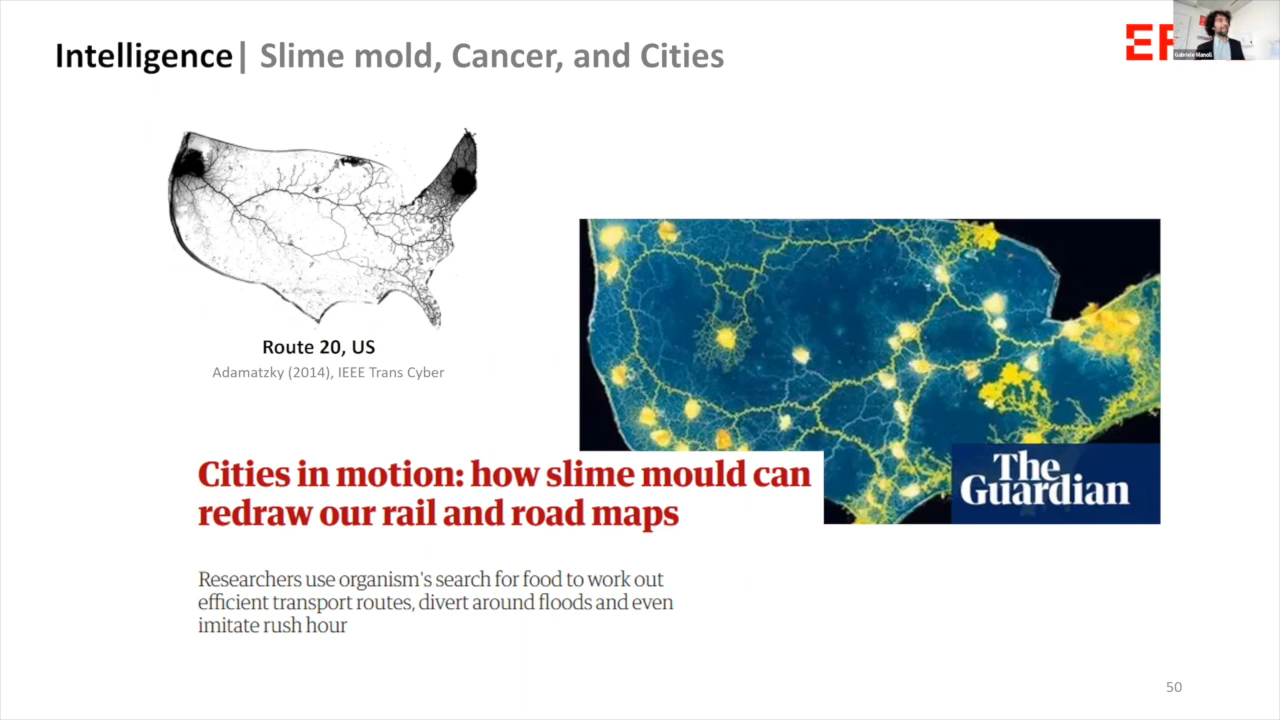 Intelligence| Slime mold, Cancer, and Cities
Gabriele Manoli
Route 20, US
Adamatzky (2014), IEEE Trans Cyber
The
Guardian
Cities in motion: how slime mould can
redraw our rail and road maps
Researchers use organism's search for food to work out
efficient transport routes, divert around floods and even
imitate rush hour
50